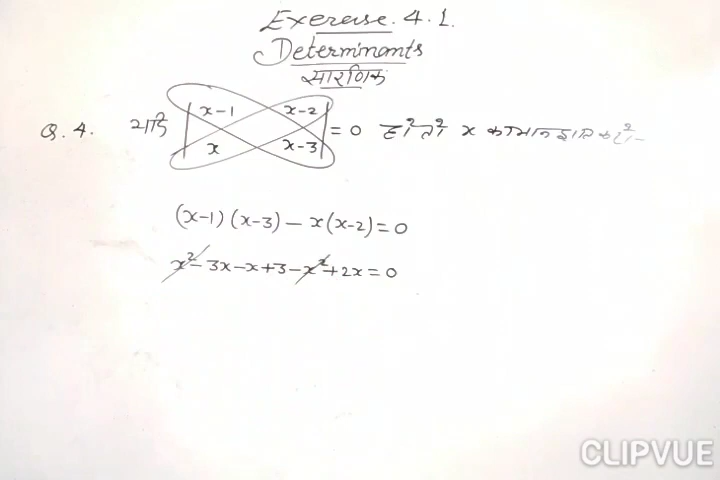 Exercise. 4.1.
Determinants
सारणिक
Q.4. यदि | x-1 x-2 | = 0 हो तो x का मान ज्ञात करो-
| x x-3 |
(x-1)(x-3) - x(x-2) = 0
x² - 3x - x + 3 - x² + 2x = 0
CLIPVUE